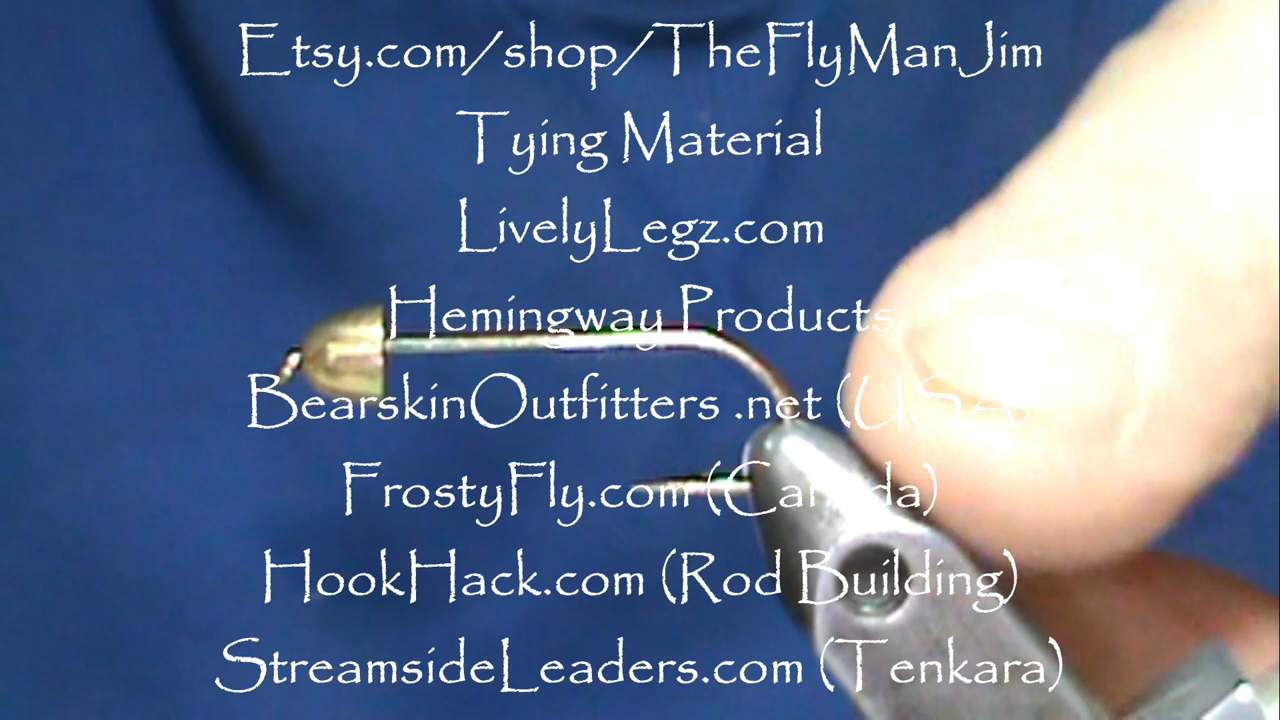 Etsy.com/shop/TheFlyManJim
Tying Material
LivelyLegz.com
Hemingway Products
BearskinOutfitters .net (USA)
FrostyFly.com (Canada)
HookHack.com (Rod Building)
StreamsideLeaders.com (Tenkara)